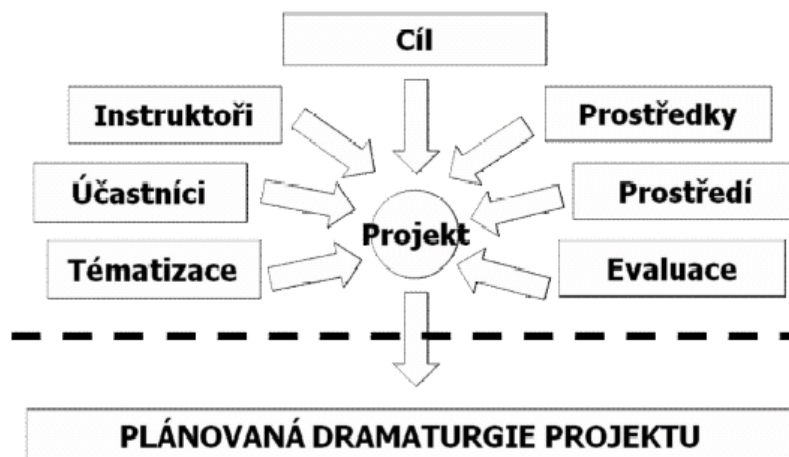 Cíl
Instruktoři
Prostředky
Účastníci
Prostředí
Projekt
Tématizace
Evaluace
PLÁNOVANÁ DRAMATURGIE PROJEKTU